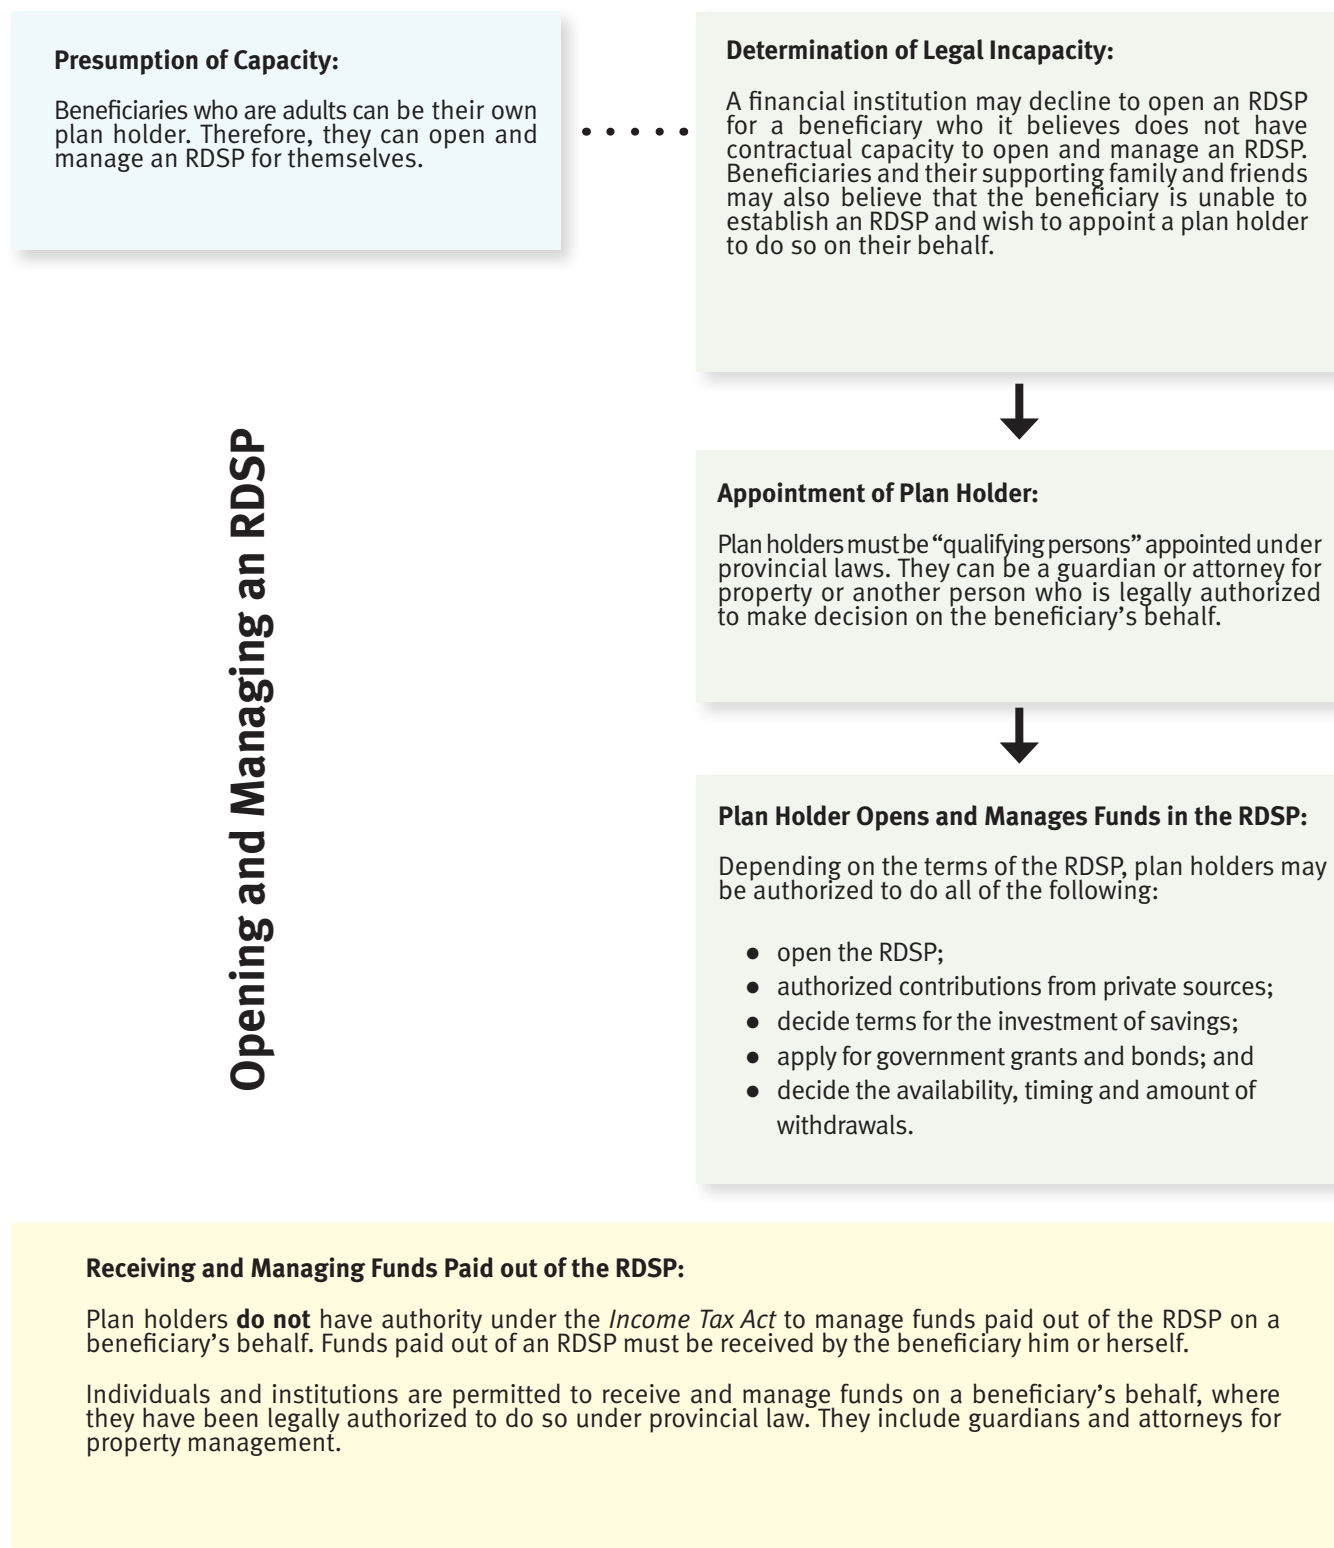 Presumption of Capacity:
Beneficiaries who are adults can be their own
plan holder. Therefore, they can open and
manage an RDSP for themselves.
Determination of Legal Incapacity:
A financial institution may decline to open an RDSP
for a beneficiary who it believes does not have
contractual capacity to open and manage an RDSP.
Beneficiaries and their supporting family and friends
may also believe that the beneficiary is unable to
establish an RDSP and wish to appoint a plan holder
to do so on their behalf.
Opening and Managing an RDSP
Appointment of Plan Holder:
Plan holders must be “qualifying persons” appointed under
provincial laws. They can be a guardian or attorney for
property or another person who is legally authorized
to make decision on the beneficiary’s behalf.
Plan Holder Opens and Manages Funds in the RDSP:
Depending on the terms of the RDSP, plan holders may
be authorized to do all of the following:
● open the RDSP;
● authorized contributions from private sources;
● decide terms for the investment of savings;
● apply for government grants and bonds; and
● decide the availability, timing and amount of
withdrawals.
Receiving and Managing Funds Paid out of the RDSP:
Plan holders do not have authority under the Income Tax Act to manage funds paid out of the RDSP on a
beneficiary’s behalf. Funds paid out of an RDSP must be received by the beneficiary him or herself.
Individuals and institutions are permitted to receive and manage funds on a beneficiary’s behalf, where
they have been legally authorized to do so under provincial law. They include guardians and attorneys for
property management.